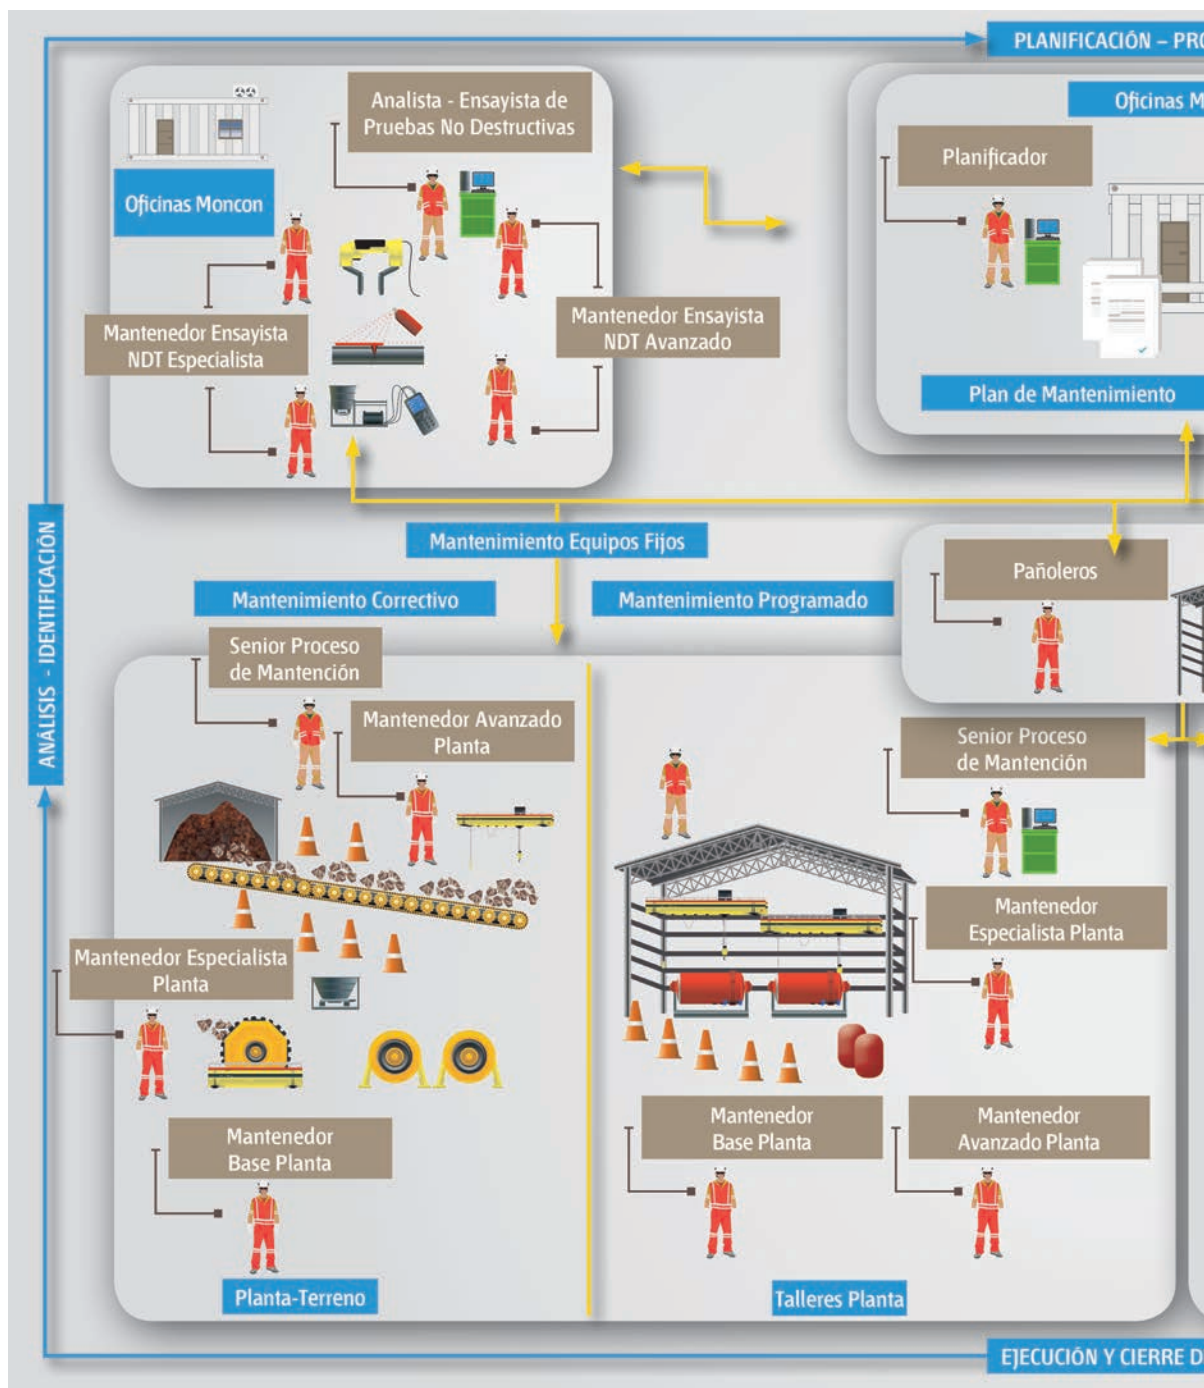 PLANIFICACIÓN – PRO
Analista - Ensayista de
Pruebas No Destructivas
Oficinas Moncon
Mantenedor Ensayista
NDT Especialista
Mantenedor Ensayista
NDT Avanzado
Oficinas M
Planificador
Plan de Mantenimiento
ANÁLISIS - IDENTIFICACIÓN
Mantenimiento Equipos Fijos
Mantenimiento Correctivo
Mantenimiento Programado
Pañoleros
Senior Proceso
de Mantención
Mantenedor Avanzado
Planta
Mantenedor Especialista
Planta
Mantenedor
Base Planta
Planta-Terreno
Senior Proceso
de Mantención
Mantenedor
Especialista Planta
Mantenedor
Base Planta
Mantenedor
Avanzado Planta
Talleres Planta
EJECUCIÓN Y CIERRE D